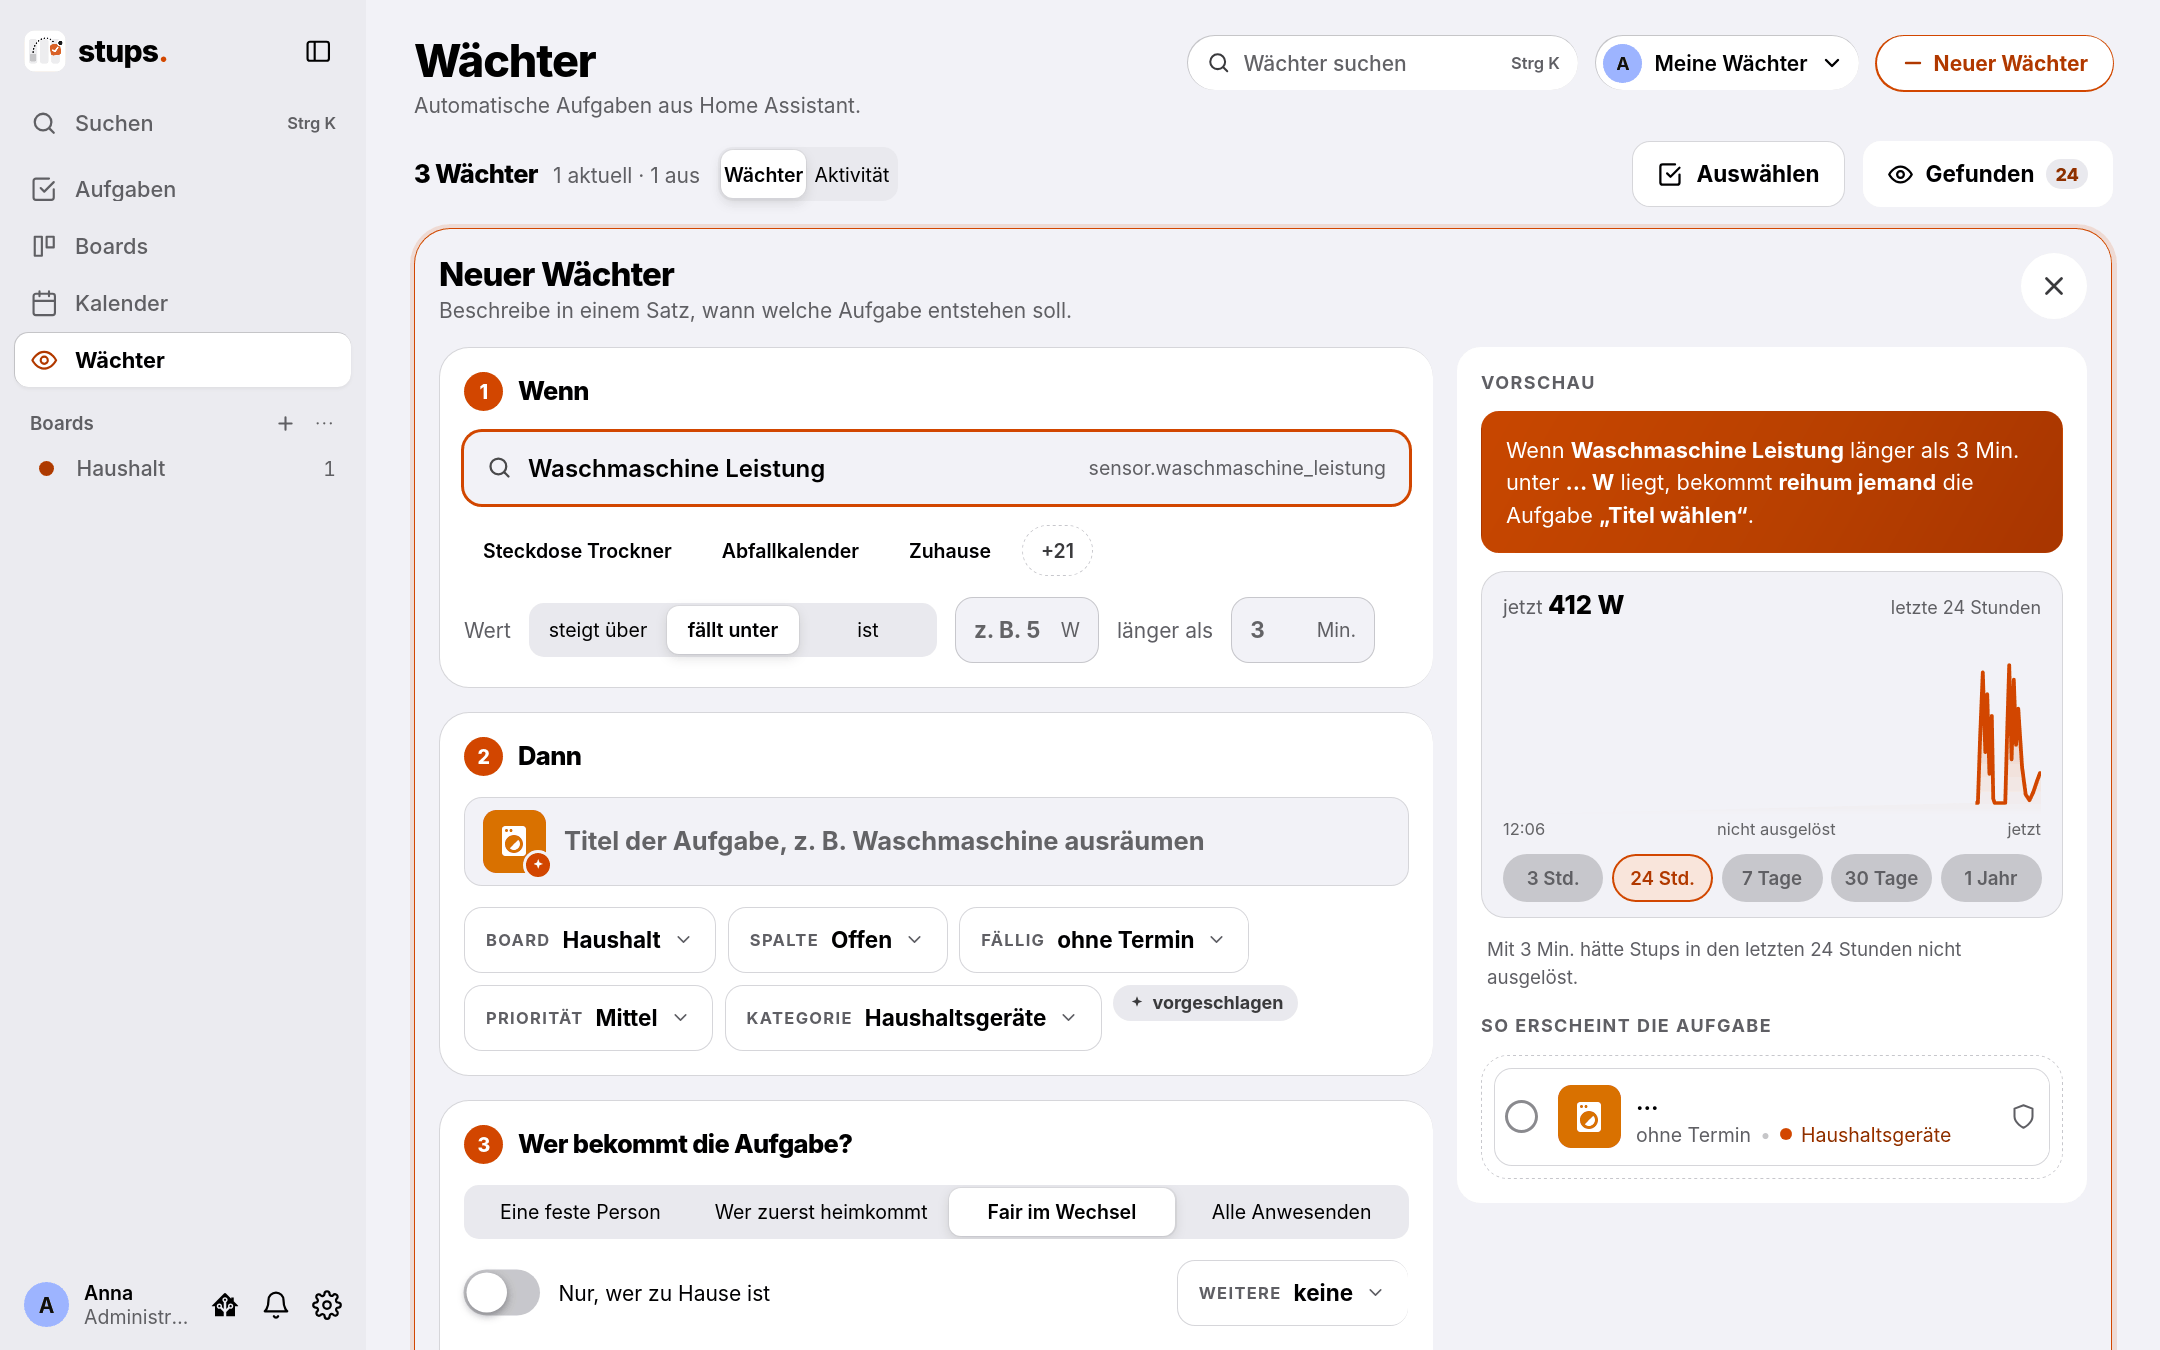 stups.
Suchen Strg K
Aufgaben
Boards
Kalender
Wächter
Boards
Haushalt 1
A Anna
Administr...
Wächter
Automatische Aufgaben aus Home Assistant.
Wächter suchen Strg K
A Meine Wächter
Neuer Wächter
3 Wächter 1 aktuell · 1 aus Wächter Aktivität
Auswählen
Gefunden 24
Neuer Wächter
Beschreibe in einem Satz, wann welche Aufgabe entstehen soll.
1 Wenn
Waschmaschine Leistung sensor.waschmaschine_leistung
Steckdose Trockner Abfallkalender Zuhause +21
Wert steigt über fällt unter ist z. B. 5 W länger als 3 Min.
2 Dann
Titel der Aufgabe, z. B. Waschmaschine ausräumen
BOARD Haushalt SPALTE Offen FÄLLIG ohne Termin
PRIORITÄT Mittel KATEGORIE Haushaltsgeräte vorgeschlagen
3 Wer bekommt die Aufgabe?
Eine feste Person Wer zuerst heimkommt Fair im Wechsel Alle Anwesenden
Nur, wer zu Hause ist WEITERE keine
VORSCHAU
Wenn Waschmaschine Leistung länger als 3 Min.
unter ... W liegt, bekommt reihum jemand die
Aufgabe „Titel wählen“.
jetzt 412 W letzte 24 Stunden
12:06 nicht ausgelöst jetzt
3 Std. 24 Std. 7 Tage 30 Tage 1 Jahr
Mit 3 Min. hätte Stups in den letzten 24 Stunden nicht
ausgelöst.
SO ERSCHEINT DIE AUFGABE
...
ohne Termin • Haushaltsgeräte